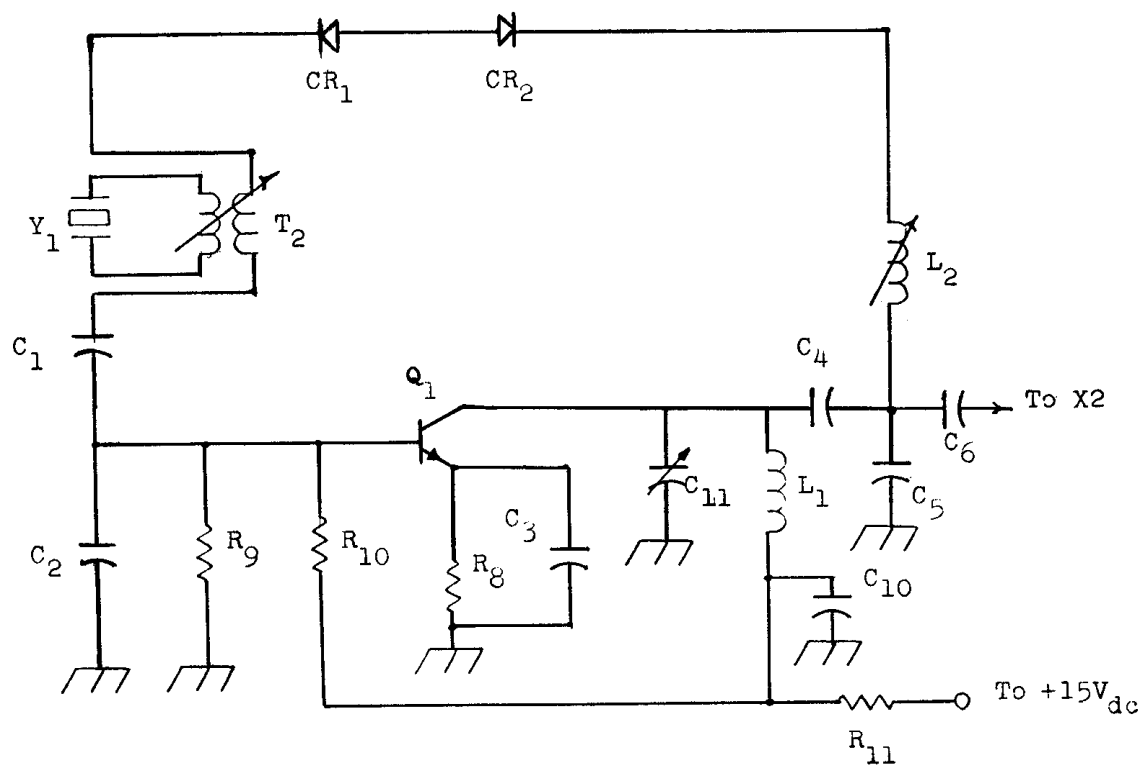 CR1
CR2
Y1
T2
L2
C1
C4
Q1
To X2
C6
C11
L1
C5
C2
R9
R10
C3
R8
C10
To +15Vdc
R11